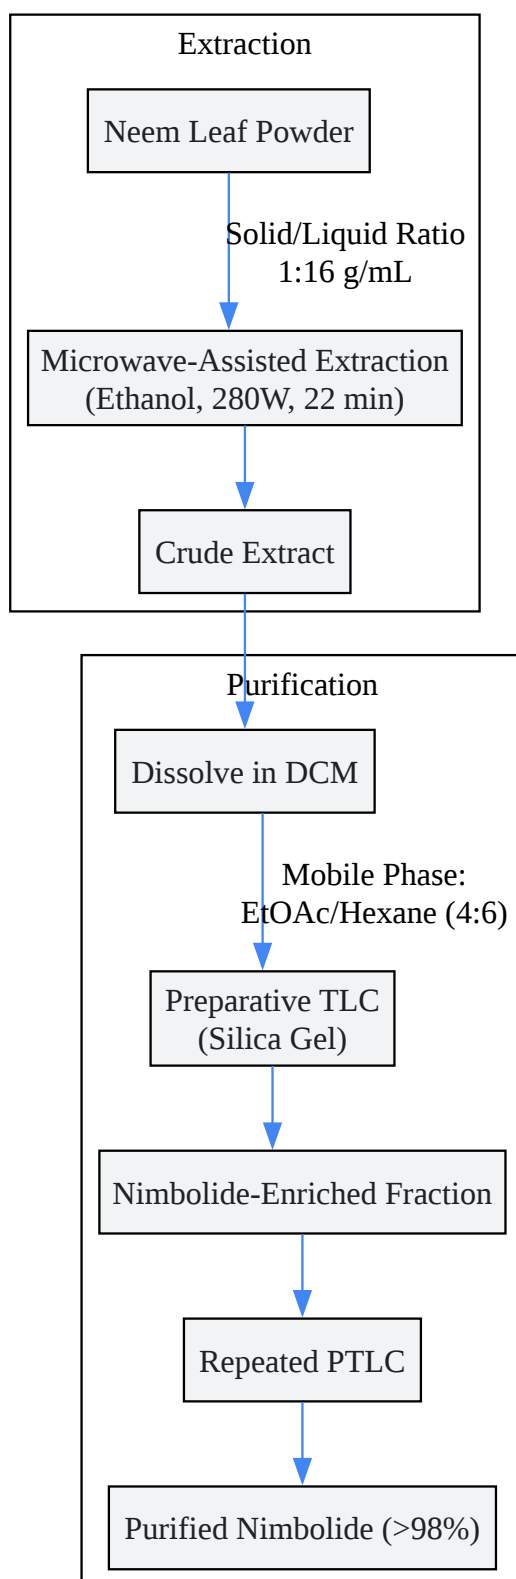 Extraction
Neem Leaf Powder
Solid/Liquid Ratio
1:16 g/mL
Microwave-Assisted Extraction
(Ethanol, 280W, 22 min)
Crude Extract
Purification
Dissolve in DCM
Mobile Phase:
EtOAc/Hexane (4:6)
Preparative TLC
(Silica Gel)
Nimbolide-Enriched Fraction
Repeated PTLC
Purified Nimbolide (>98%)